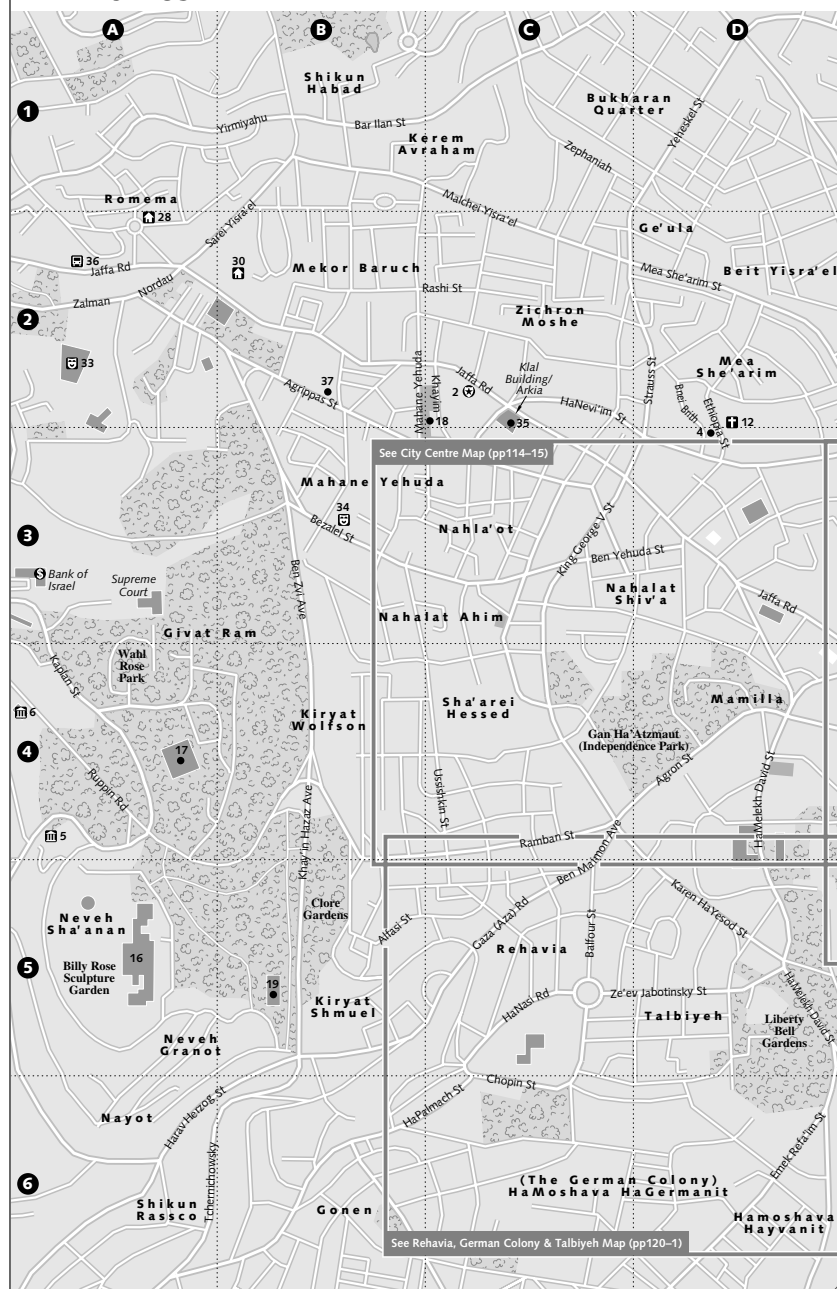 A
B
C
D
1
Shikun
Habad
Bukharan
Quarter
Yeheskel St
Yirmiyahu
Bar Ilan St
Kerem
Avraham
Zephaniah
Romema
28
Sarei Yisra'el
Malchei Yisra'el
Ge'ula
36
Jaffa Rd
30
Mekor Baruch
Mea She'arim St
Beit Yisra'el
Nordau
Zalman
Rashi St
2
Zichron
Moshe
33
Mahane Yehuda
Khayim
Jaffa Rd
Klal
Building/
Arkia
Strauss St
Mea
She'arim
37
2
Agrippas St
HaNevi'im St
Bnei Brith
Ethiopia St
12
18
35
4
See City Centre Map (pp114–15)
Mahane Yehuda
34
Bezalel St
Nahla'ot
King George V St
3
Ben Yehuda St
Bank of
Israel
Supreme
Court
Ben Zvi Ave
Nahalat
Shiv'a
Jaffa Rd
Nahalat Ahim
Givat Ram
Wahl
Rose
Park
Kaplan St
Sha'arei
Hessed
Mamilla
6
Kiryat
Wolfson
Gan Ha'Atzmaut
(Independence Park)
4
17
Agron St
Ruppin Rd
Ussishkin St
HaMelekh David St
5
Khay'in Hazaz Ave
Ramban St
Ben Maimon Ave
Clore
Gardens
Karen HaYesod St
Neveh
Sha'anan
Alfasi St
Gaza (Aza) Rd
Balfour St
Rehavia
5
16
Billy Rose
Sculpture
Garden
19
HaNasi Rd
Ze'ev Jabotinsky St
HaMelekh David St
Kiryat
Shmuel
Talbiyeh
Liberty
Bell
Gardens
Neveh
Granot
Chopin St
Nayot
Harav Herzog St
HaPalmach St
Emek Refa'im St
6
Tchernichowsky
(The German Colony)
HaMoshava HaGermanit
Shikun
Rassco
Gonen
Hamoshava
Hayvanit
See Rehavia, German Colony & Talbiyeh Map (pp120–1)